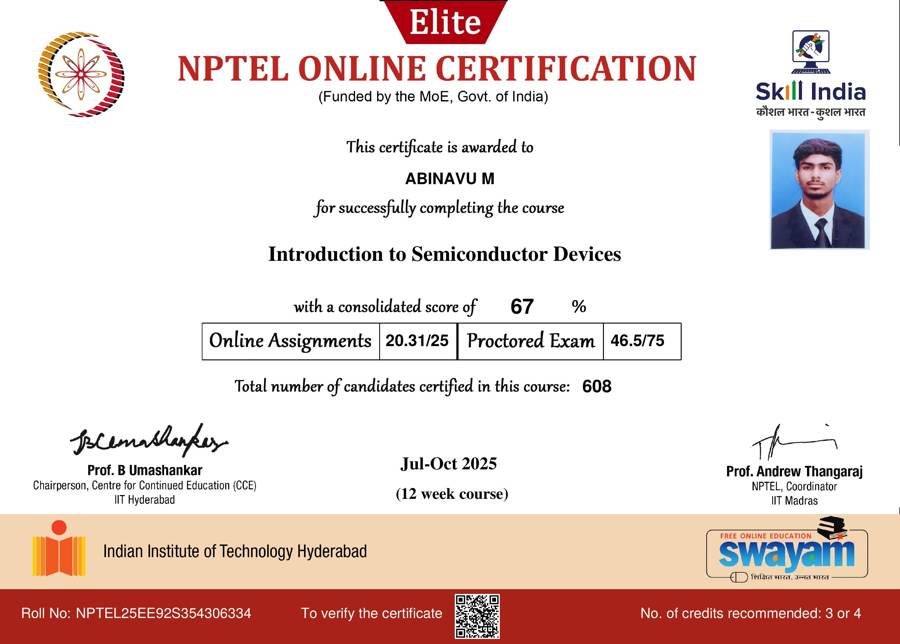 Elite
NPTEL ONLINE CERTIFICATION
(Funded by the MoE, Govt. of India)
Skill India
कौशल भारत - कुशल भारत
This certificate is awarded to
ABINAVU M
for successfully completing the course
Introduction to Semiconductor Devices
with a consolidated score of 67 %
Online Assignments 20.31/25 Proctored Exam 46.5/75
Total number of candidates certified in this course: 608
Prof. B Umashankar
Chairperson, Centre for Continued Education (CCE)
IIT Hyderabad
Jul-Oct 2025
(12 week course)
Prof. Andrew Thangaraj
NPTEL, Coordinator
IIT Madras
Indian Institute of Technology Hyderabad
FREE ONLINE EDUCATION
swayam
शिक्षित भारत, उन्नत भारत
Roll No: NPTEL25EE92S354306334
To verify the certificate
No. of credits recommended: 3 or 4